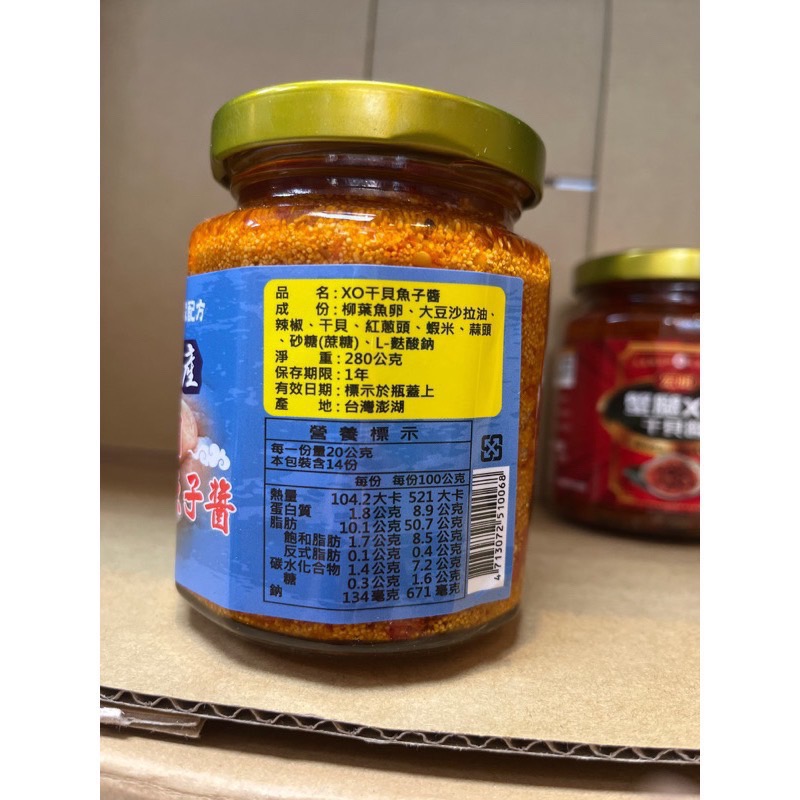 配方
產
子醬
品 名:XO干貝魚子醬
成 份:柳葉魚卵、大豆沙拉油、
辣椒、干貝、紅蔥頭、蝦米、蒜頭
、砂糖(蔗糖)、L-麩酸鈉
淨 重:280公克
保存期限:1年
有效日期:標示於瓶蓋上
產 地:台灣澎湖
營養標示
每一份量20公克
本包裝含14份
每份 每份100公克
熱量 104.2大卡 521大卡
蛋白質 1.8公克 8.9公克
脂肪 10.1公克 50.7公克
飽和脂肪 1.7公克 8.5公克
反式脂肪 0.1公克 0.4公克
碳水化合物 1.4公克 7.2公克
糖 0.3公克 1.6公克
鈉 134毫克 671毫克
4713072510068
蟹腿X
干貝